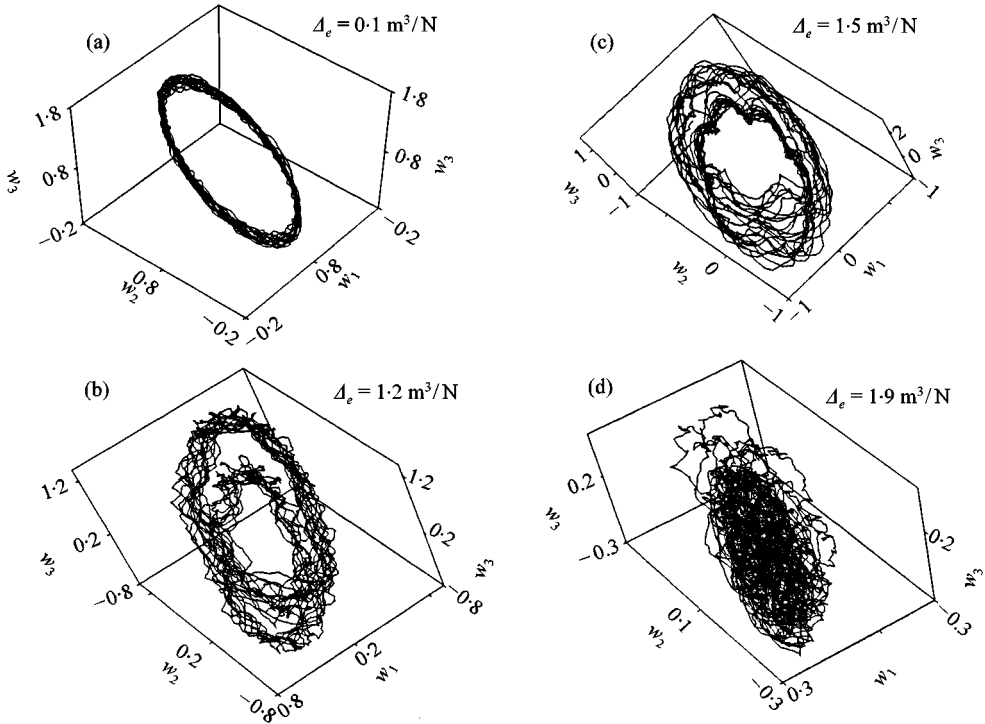 (a)
Δe = 0·1 m³/N
1·8
0·8
−0·2
w3
1·8
0·8
−0·2
w3
w2
0·8
−0·2
−0·2
0·8
w1
(c)
Δe = 1·5 m³/N
1
0
−1
w3
2
0
−1
w3
w2
0
−1
−1
0
w1
(b)
Δe = 1·2 m³/N
1·2
0·2
−0·8
w3
1·2
0·2
−0·8
w3
w2
0·2
−0·8
0·8
0·2
w1
(d)
Δe = 1·9 m³/N
0·2
−0·3
w3
0·2
−0·3
w3
w2
0·1
−0·3
0·3
w1